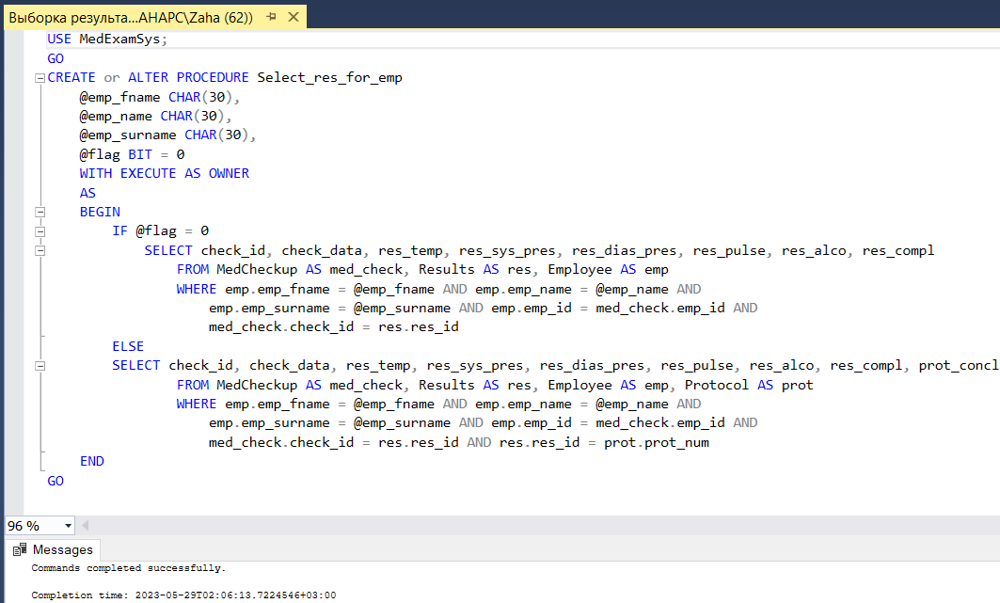 Выборка результа...AHAPC\Zaha (62))
USE MedExamSys;
GO
CREATE or ALTER PROCEDURE Select_res_for_emp
@emp_fname CHAR(30),
@emp_name CHAR(30),
@emp_surname CHAR(30),
@flag BIT = 0
WITH EXECUTE AS OWNER
AS
BEGIN
IF @flag = 0
SELECT check_id, check_data, res_temp, res_sys_pres, res_dias_pres, res_pulse, res_alco, res_compl
FROM MedCheckup AS med_check, Results AS res, Employee AS emp
WHERE emp.emp_fname = @emp_fname AND emp.emp_name = @emp_name AND
emp.emp_surname = @emp_surname AND emp.emp_id = med_check.emp_id AND
med_check.check_id = res.res_id
ELSE
SELECT check_id, check_data, res_temp, res_sys_pres, res_dias_pres, res_pulse, res_alco, res_compl, prot_concl
FROM MedCheckup AS med_check, Results AS res, Employee AS emp, Protocol AS prot
WHERE emp.emp_fname = @emp_fname AND emp.emp_name = @emp_name AND
emp.emp_surname = @emp_surname AND emp.emp_id = med_check.emp_id AND
med_check.check_id = res.res_id AND res.res_id = prot.prot_num
END
GO
96 %
Messages
Commands completed successfully.
Completion time: 2023-05-29T02:06:13.7224546+03:00